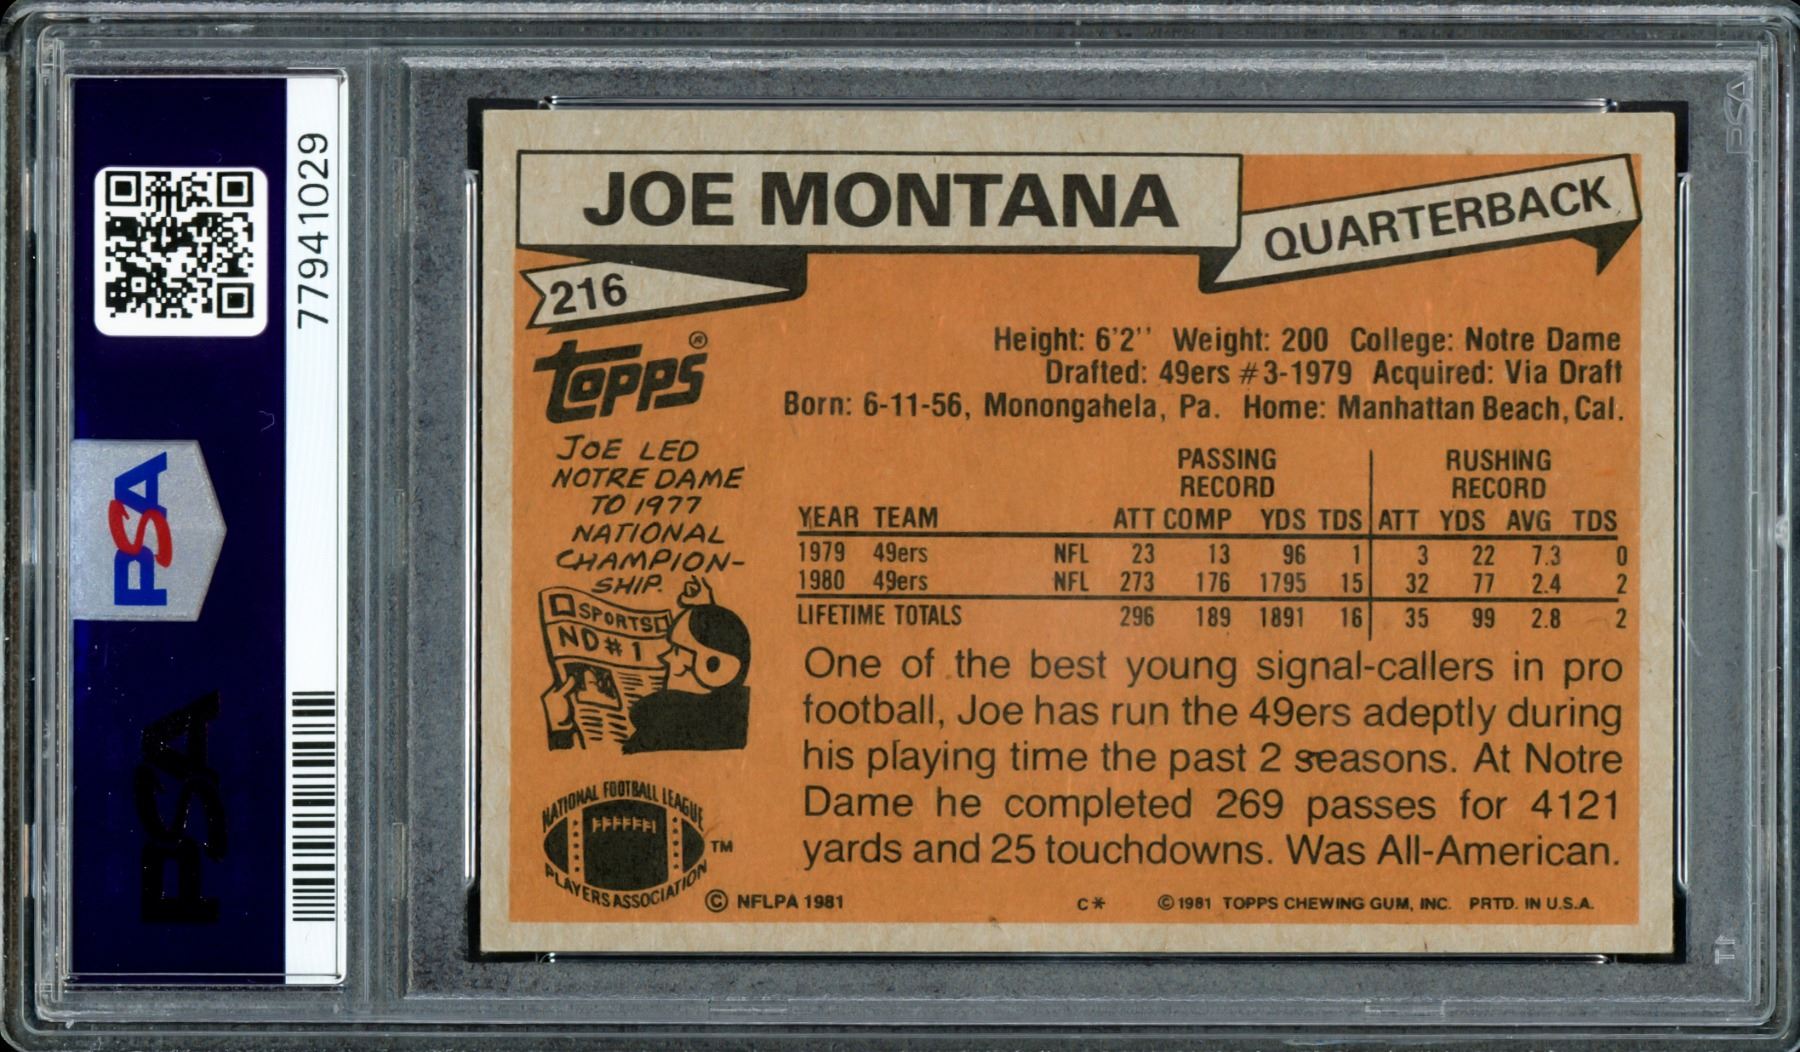 77941029
PSA
PSA
PSA
JOE MONTANA
QUARTERBACK
216
TOPPS®
Height: 6'2'' Weight: 200 College: Notre Dame
Drafted: 49ers #3-1979 Acquired: Via Draft
Born: 6-11-56, Monongahela, Pa. Home: Manhattan Beach, Cal.
JOE LED
NOTRE DAME
TO 1977
NATIONAL
CHAMPION-
SHIP.
SPORTS
ND #1
PASSING RECORD RUSHING RECORD
YEAR TEAM ATT COMP YDS TDS ATT YDS AVG TDS
1979 49ers NFL 23 13 96 1 3 22 7.3 0
1980 49ers NFL 273 176 1795 15 32 77 2.4 2
LIFETIME TOTALS 296 189 1891 16 35 99 2.8 2
One of the best young signal-callers in pro
football, Joe has run the 49ers adeptly during
his playing time the past 2 seasons. At Notre
Dame he completed 269 passes for 4121
yards and 25 touchdowns. Was All-American.
NATIONAL FOOTBALL LEAGUE
PLAYERS ASSOCIATION ™
© NFLPA 1981 C* © 1981 TOPPS CHEWING GUM, INC. PRTD. IN U.S.A.